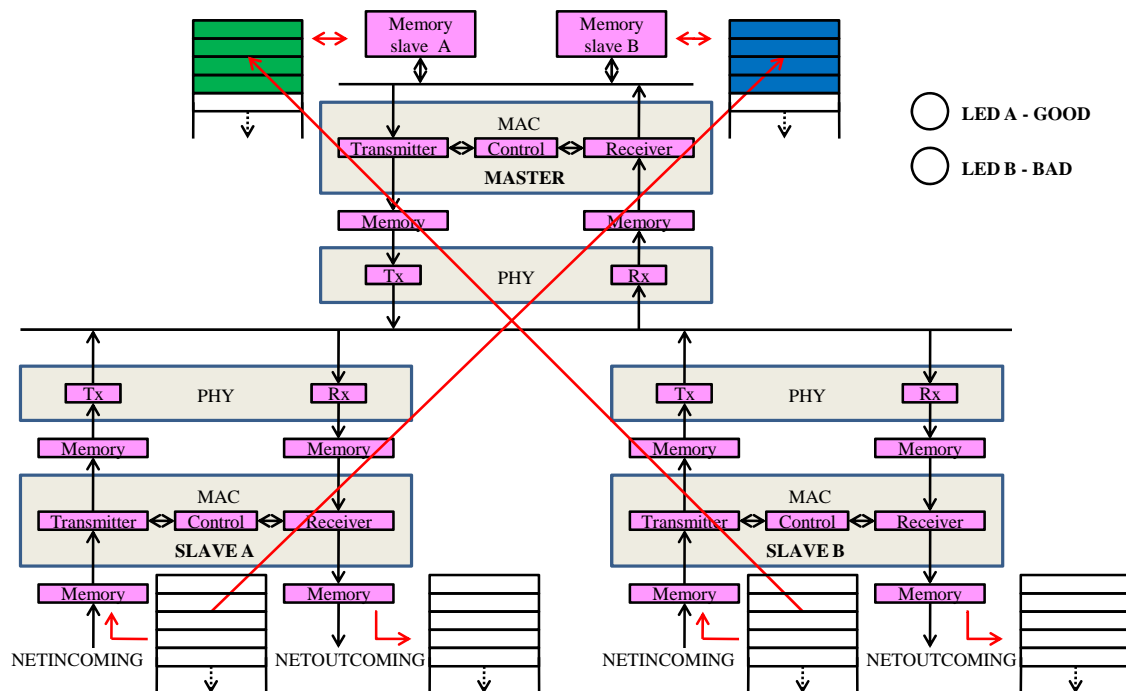 Memory
slave  A
Memory
slave B
LED A - GOOD
LED B - BAD
MAC
Transmitter
Control
Receiver
MASTER
Memory
Memory
Tx
PHY
Rx
Tx
PHY
Rx
Tx
PHY
Rx
Memory
Memory
Memory
Memory
MAC
Transmitter
Control
Receiver
SLAVE A
MAC
Transmitter
Control
Receiver
SLAVE B
Memory
Memory
Memory
Memory
NETINCOMING
NETOUTCOMING
NETINCOMING
NETOUTCOMING